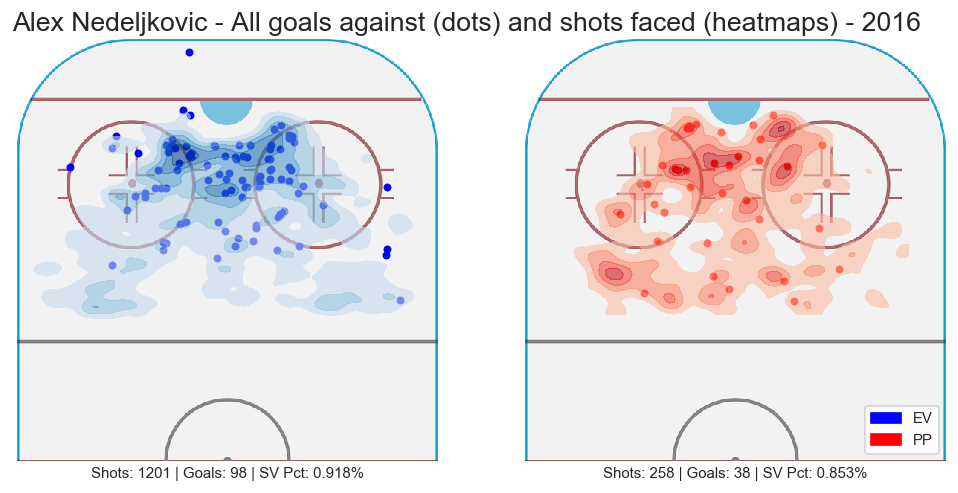 Alex Nedeljkovic - All goals against (dots) and shots faced (heatmaps) - 2016
EV
PP
Shots: 1201 | Goals: 98 | SV Pct: 0.918%
Shots: 258 | Goals: 38 | SV Pct: 0.853%